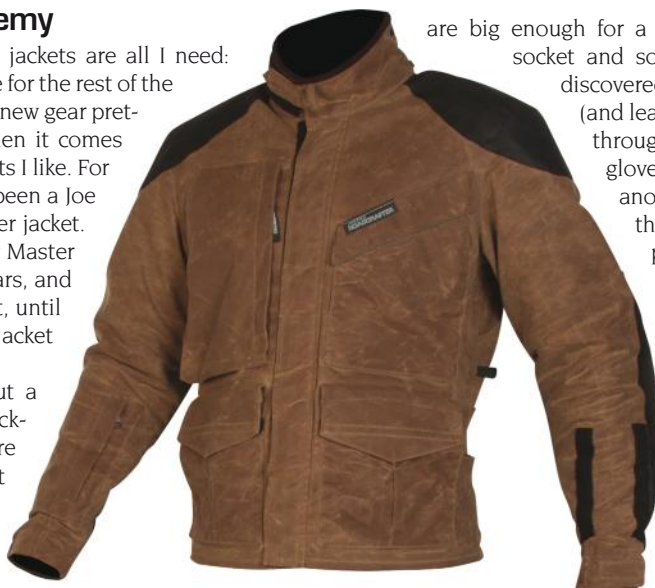 emy
jackets are all I need:
e for the rest of the
new gear pret-
en it comes
ts I like. For
been a Joe
er jacket.
Master
ars, and
t, until
acket
ut a
ck-
re
t
ROADCRAFTER
are big enough for a
socket and so
discovered
(and lea
throug
glove
ano
th
p